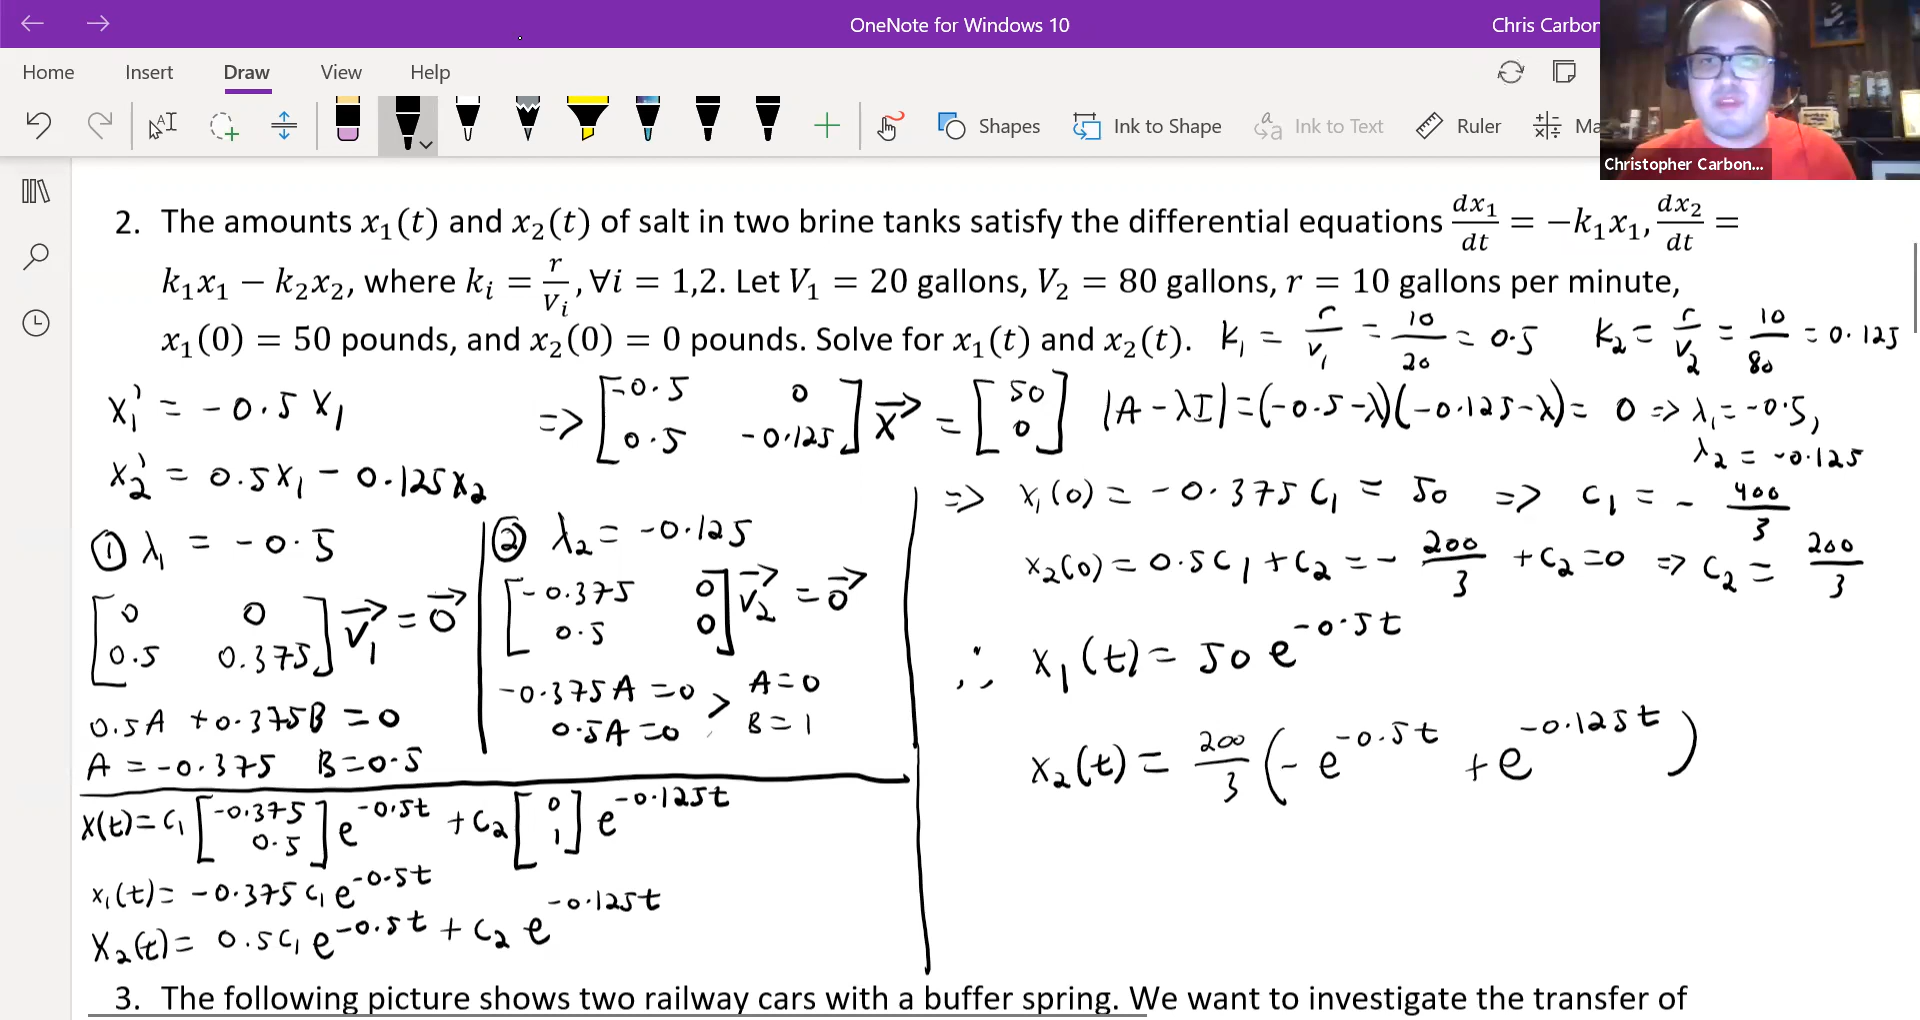 OneNote for Windows 10
Chris Carbon
Home Insert Draw View Help
Shapes Ink to Shape Ink to Text Ruler Ma
Christopher Carbon...
2. The amounts x₁(t) and x₂(t) of salt in two brine tanks satisfy the differential equations dx₁/dt = −k₁x₁, dx₂/dt =
k₁x₁ − k₂x₂, where kᵢ = r/Vᵢ, ∀i = 1,2. Let V₁ = 20 gallons, V₂ = 80 gallons, r = 10 gallons per minute,
x₁(0) = 50 pounds, and x₂(0) = 0 pounds. Solve for x₁(t) and x₂(t). K₁ = r/V₁ = 10/20 = 0.5 K₂ = r/V₂ = 10/80 = 0.125
x₁' = -0.5 x₁
x₂' = 0.5x₁ - 0.125x₂
=> [-0.5 0; 0.5 -0.125] x⃗ = [50; 0] |A - λI| = (-0.5-λ)(-0.125-λ) = 0 => λ₁ = -0.5,
λ₂ = -0.125
① λ₁ = -0.5
[0 0; 0.5 0.375] v⃗₁ = 0⃗
0.5A + 0.375B = 0
A = -0.375 B = 0.5
② λ₂ = -0.125
[-0.375 0; 0.5 0] v⃗₂ = 0⃗
-0.375A = 0 > A = 0
0.5A = 0 B = 1
X(t) = c₁ [-0.375; 0.5] e^(-0.5t) + c₂ [0; 1] e^(-0.125t)
x₁(t) = -0.375 c₁ e^(-0.5t)
x₂(t) = 0.5c₁ e^(-0.5t) + c₂ e^(-0.125t)
=> x₁(0) = -0.375 c₁ = 50 => c₁ = -400/3
x₂(0) = 0.5c₁ + c₂ = -200/3 + c₂ = 0 => c₂ = 200/3
∴ x₁(t) = 50 e^(-0.5t)
x₂(t) = 200/3 (-e^(-0.5t) + e^(-0.125t))
3. The following picture shows two railway cars with a buffer spring. We want to investigate the transfer of